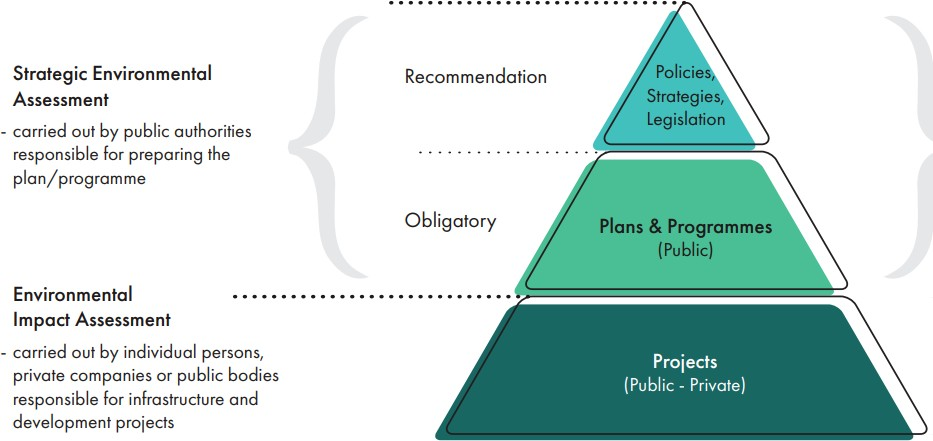 Strategic Environmental
Assessment
- carried out by public authorities
responsible for preparing the
plan/programme
Recommendation
Policies,
Strategies,
Legislation
Obligatory
Plans & Programmes
(Public)
Environmental
Impact Assessment
- carried out by individual persons,
private companies or public bodies
responsible for infrastructure and
development projects
Projects
(Public - Private)